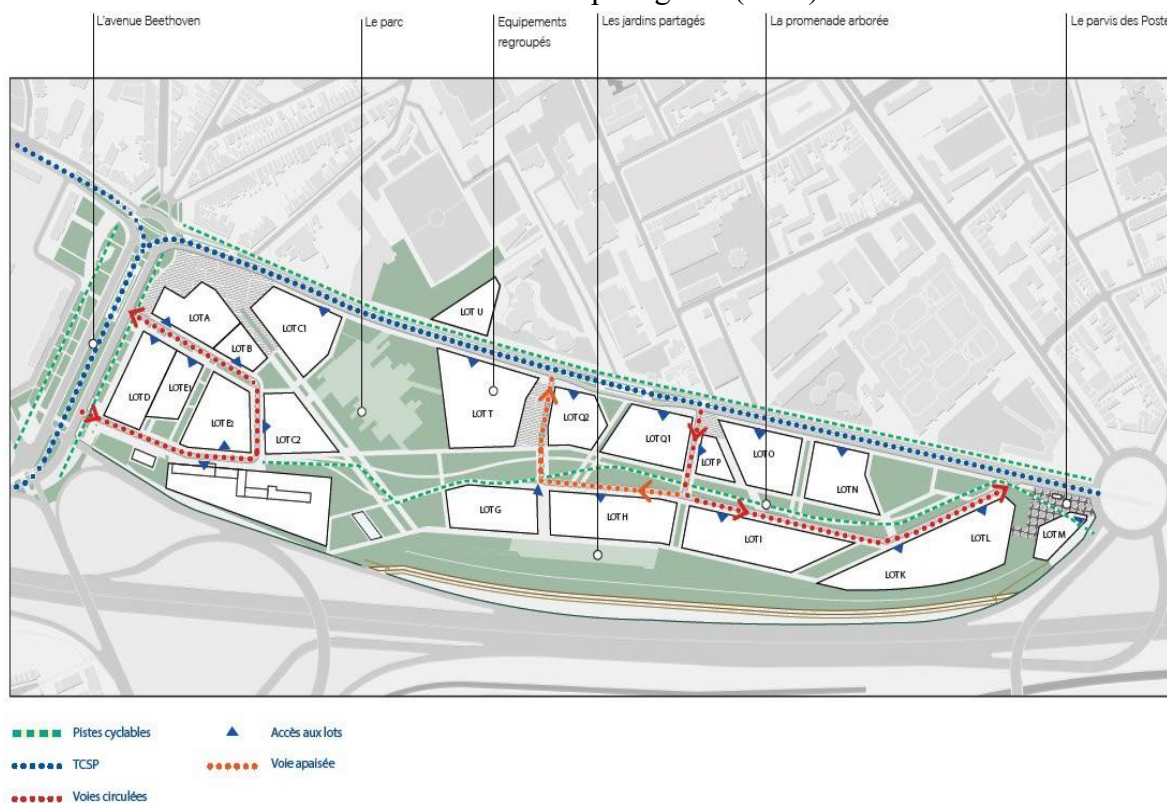 L'avenue Beethoven
Le parc
Equipements
regroupés
Les jardins partagés
La promenade arborée
Le parvis des Poste
LOT A
LOT B
LOT C1
LOT U
LOT D
LOT E1
LOT E2
LOT C2
LOT T
LOT Q2
LOT Q1
LOT P
LOT O
LOT N
LOT G
LOT H
LOT I
LOT L
LOT M
LOT K
Pistes cyclables
Accès aux lots
TCSP
Voie apaisée
Voies circulées